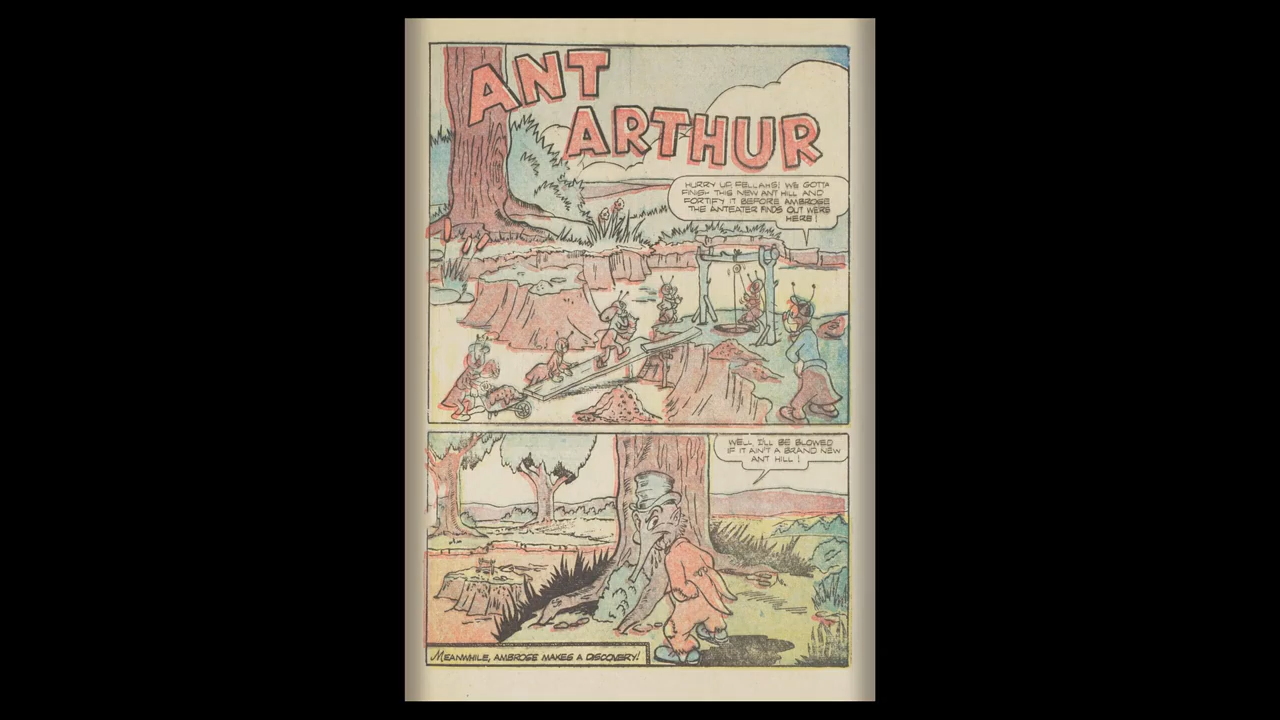 ANT
ARTHUR
HURRY UP, FELLAHS! WE GOTTA
FINISH THIS NEW ANT HILL AND
FORTIFY IT BEFORE AMBROSE
THE ANTEATER FINDS OUT WE'RE
HERE!
WELL, I'LL BE BLOWED
IF IT AIN'T A BRAND NEW
ANT HILL!
MEANWHILE, AMBROSE MAKES A DISCOVERY!